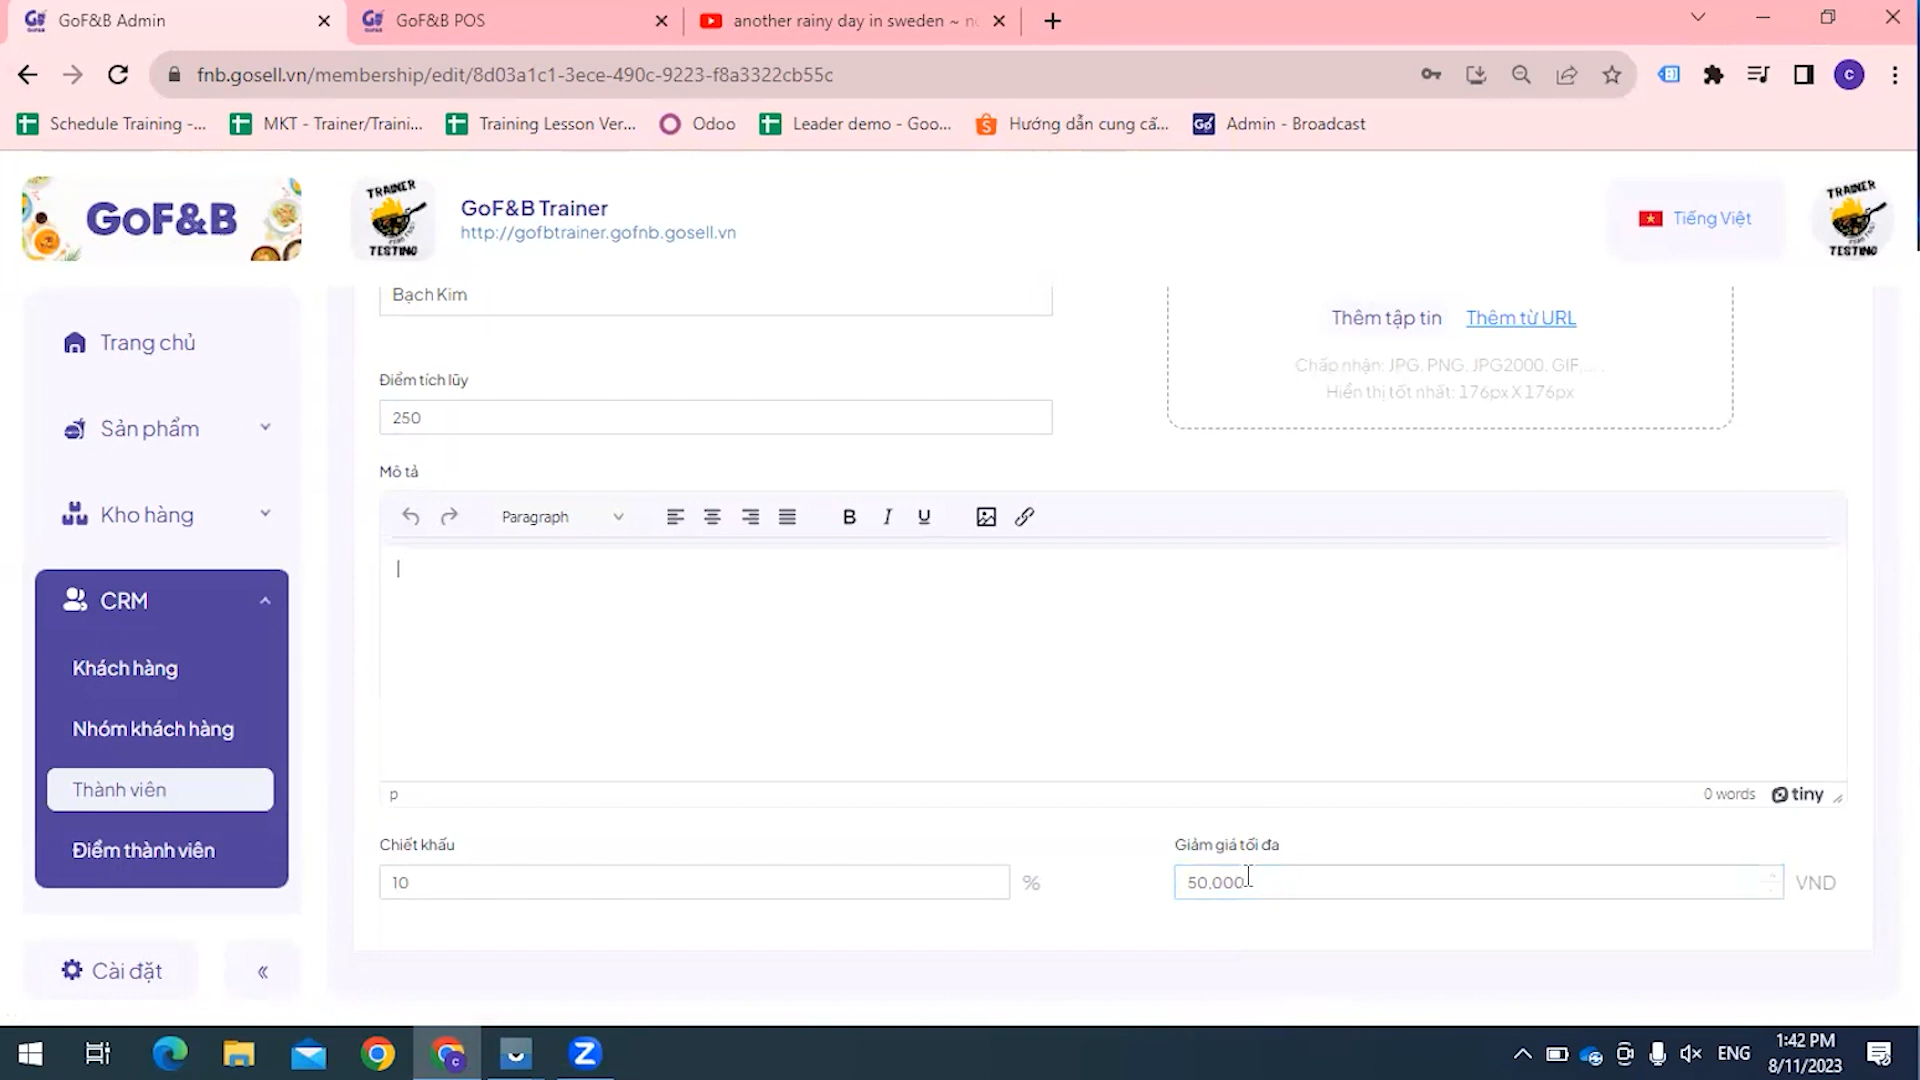 GoF&B Admin
GoF&B POS
another rainy day in sweden ~
fnb.gosell.vn/membership/edit/8d03a1c1-3ece-490c-9223-f8a3322cb55c
C
Schedule Training -...
MKT - Trainer/Traini...
Training Lesson Ver...
Odoo
Leader demo - Goo...
Hướng dẫn cung cấ...
Admin - Broadcast
GoF&B
TRAINER
TESTING
GoF&B Trainer
http://gofbtrainer.gofnb.gosell.vn
Tiếng Việt
TRAINER
TESTING
Trang chủ
Sản phẩm
Kho hàng
CRM
Khách hàng
Nhóm khách hàng
Thành viên
Điểm thành viên
Cài đặt
«
Bạch Kim
Thêm tập tin
Thêm từ URL
Chấp nhận: JPG, PNG, JPG2000, GIF,...
Hiển thị tốt nhất: 176px X 176px
Điểm tích lũy
250
Mô tả
Paragraph
B I U
p
0 words
tiny
Chiết khấu
10
%
Giảm giá tối đa
50,000
VND
ENG
1:42 PM
8/11/2023